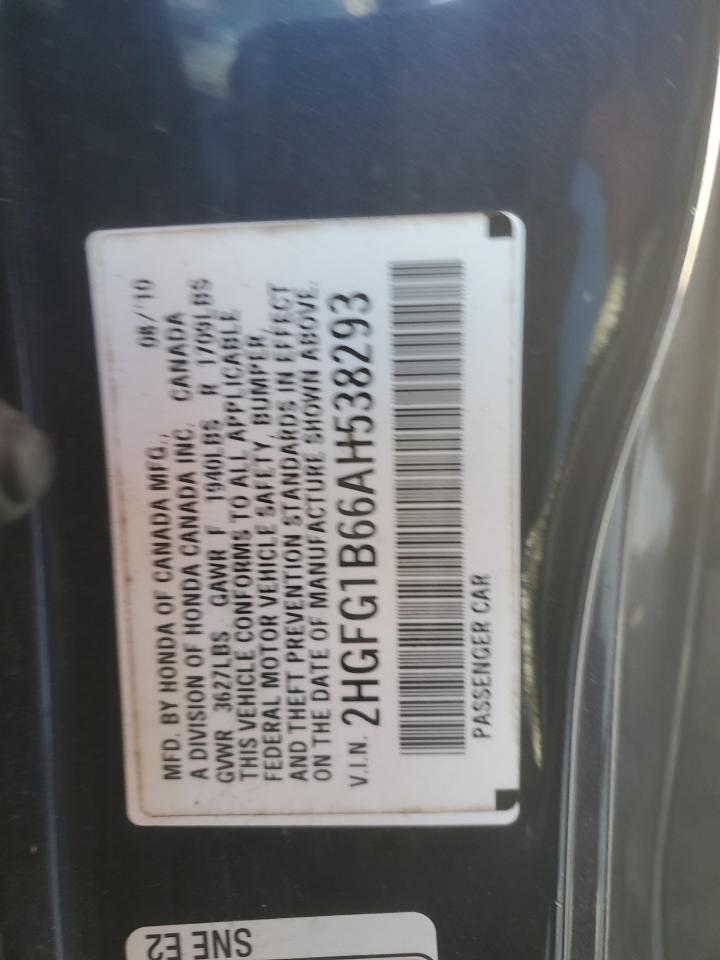 MFD. BY HONDA OF CANADA MFG., 08/10
A DIVISION OF HONDA CANADA INC. CANADA
GVWR 3627LBS GAWR F 1940LBS R 1709LBS
THIS VEHICLE CONFORMS TO ALL APPLICABLE
FEDERAL MOTOR VEHICLE SAFETY, BUMPER,
AND THEFT PREVENTION STANDARDS IN EFFECT
ON THE DATE OF MANUFACTURE SHOWN ABOVE.
V.I.N. 2HGFG1B66AH538293
PASSENGER CAR
SNE E2